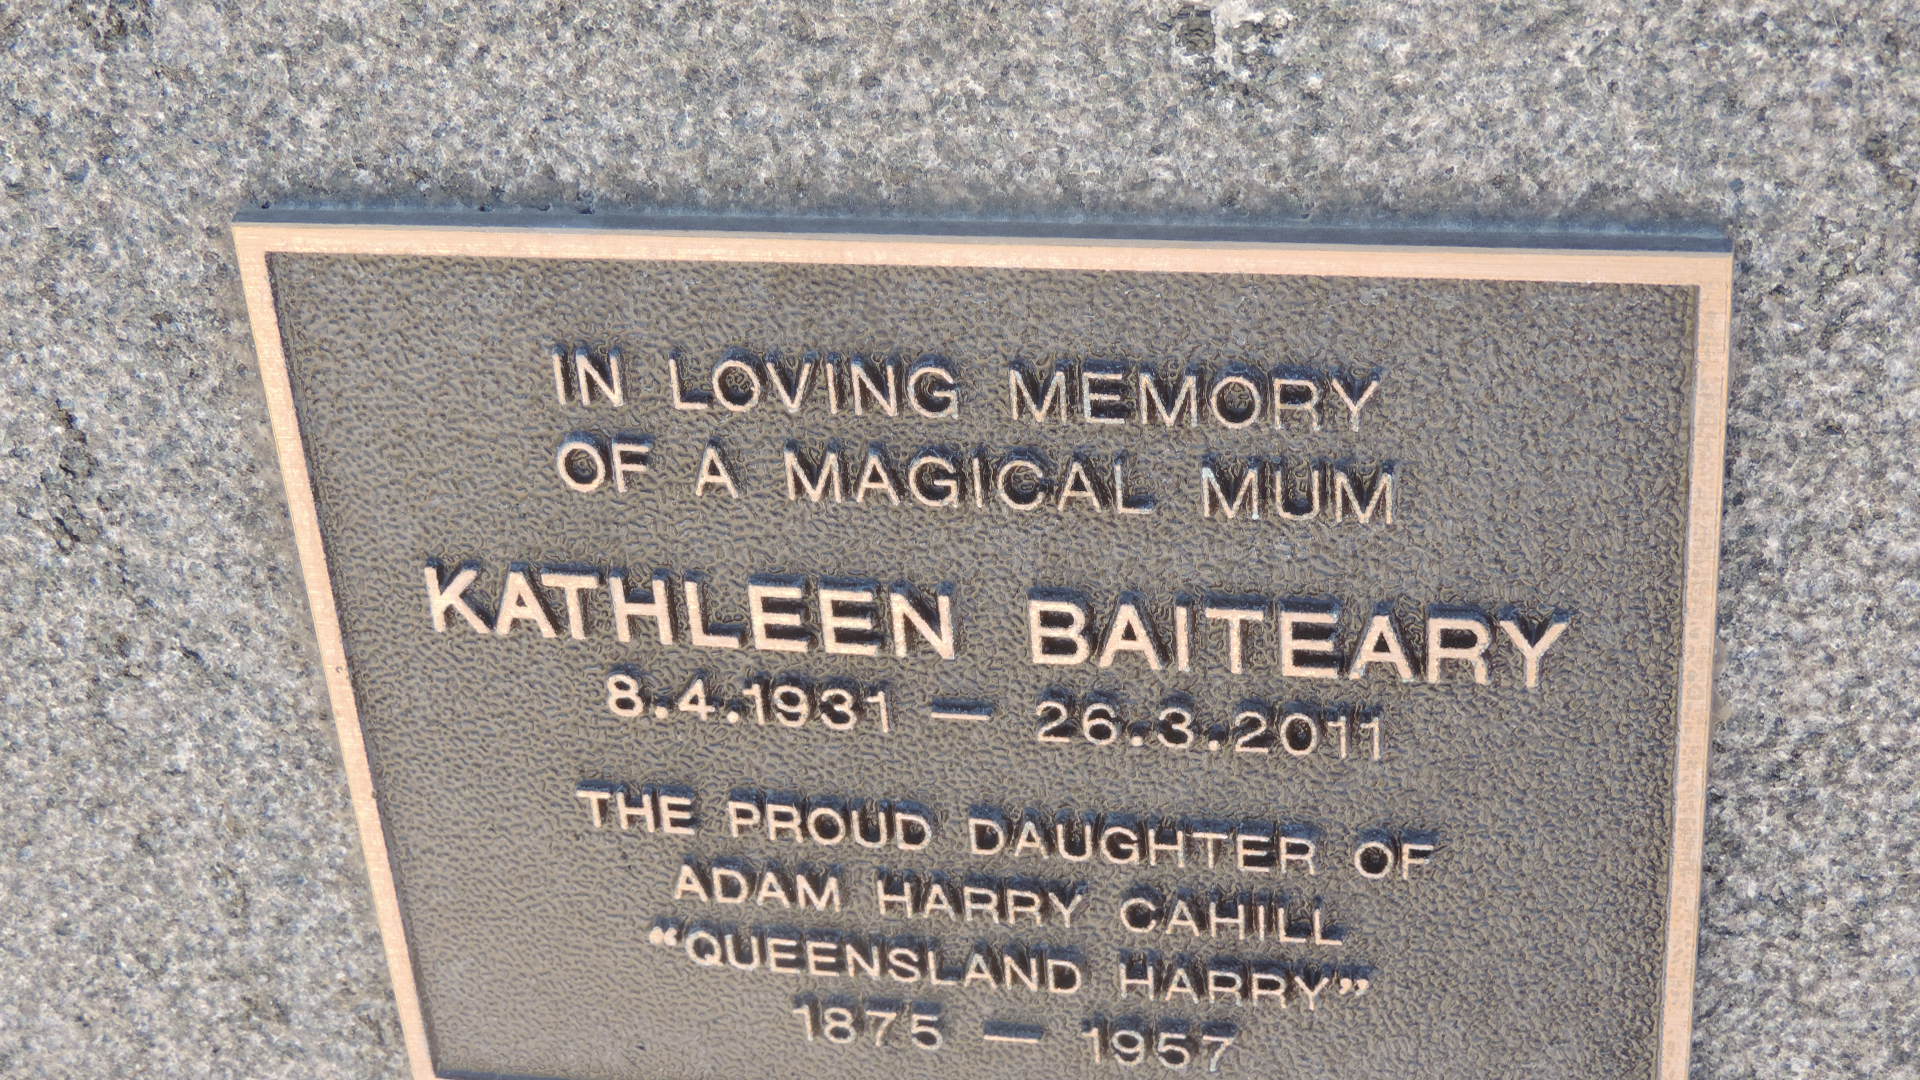 IN LOVING MEMORY
OF A MAGICAL MUM
KATHLEEN BAITEARY
8.4.1931 — 26.3.2011
THE PROUD DAUGHTER OF
ADAM HARRY CAHILL
“QUEENSLAND HARRY”
1875 — 1957